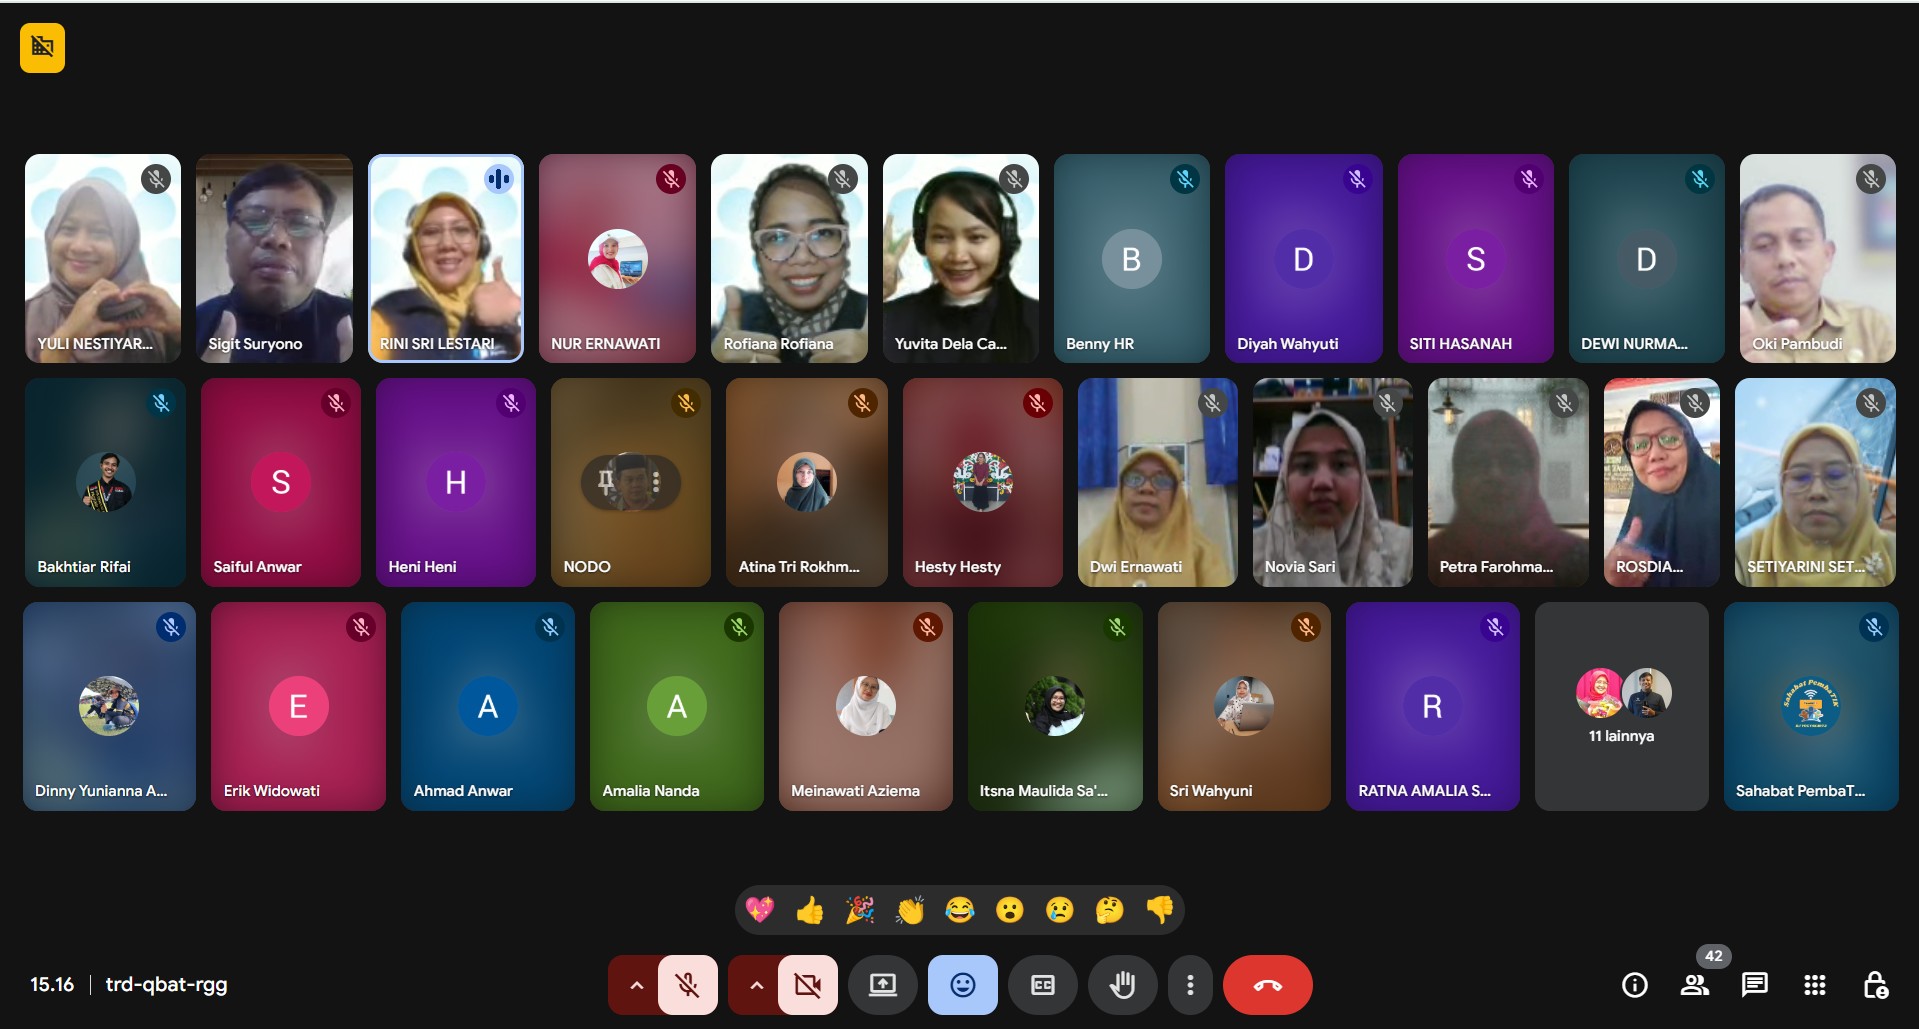 YULI NESTIYAR...
Sigit Suryono
RINI SRI LESTARI
NUR ERNAWATI
Rofiana Rofiana
Yuvita Dela Ca...
B
Benny HR
D
Diyah Wahyuti
S
SITI HASANAH
D
DEWI NURMA...
Oki Pambudi
Bakhtiar Rifai
S
Saiful Anwar
H
Heni Heni
NODO
Atina Tri Rokhm...
Hesty Hesty
Dwi Ernawati
Novia Sari
Petra Farohma...
ROSDIA...
SETIYARINI SET...
Dinny Yunianna A...
E
Erik Widowati
A
Ahmad Anwar
A
Amalia Nanda
Meinawati Aziema
Itsna Maulida Sa'...
Sri Wahyuni
R
RATNA AMALIA S...
11 lainnya
Sahabat PembaTIK
Sahabat PembaT...
15.16
trd-qbat-rgg
CC
42